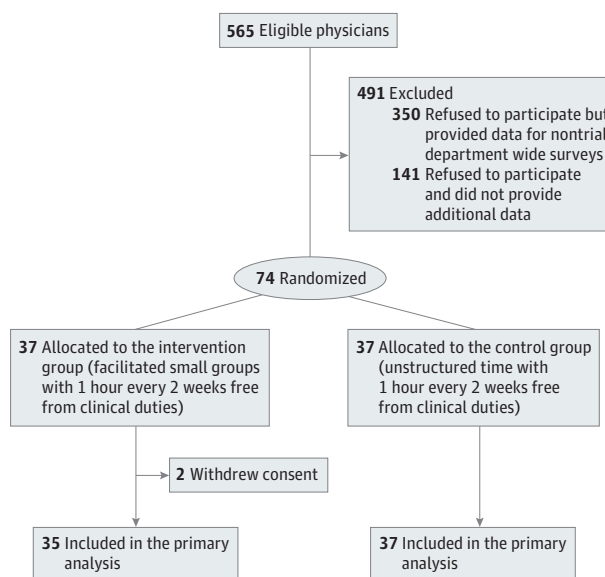 565 Eligible physicians
491 Excluded
350 Refused to participate but
provided data for nontrial
department wide surveys
141 Refused to participate
and did not provide
additional data
74 Randomized
37 Allocated to the intervention
group (facilitated small groups
with 1 hour every 2 weeks free
from clinical duties)
37 Allocated to the control group
(unstructured time with
1 hour every 2 weeks free
from clinical duties)
2 Withdrew consent
35 Included in the primary
analysis
37 Included in the primary
analysis